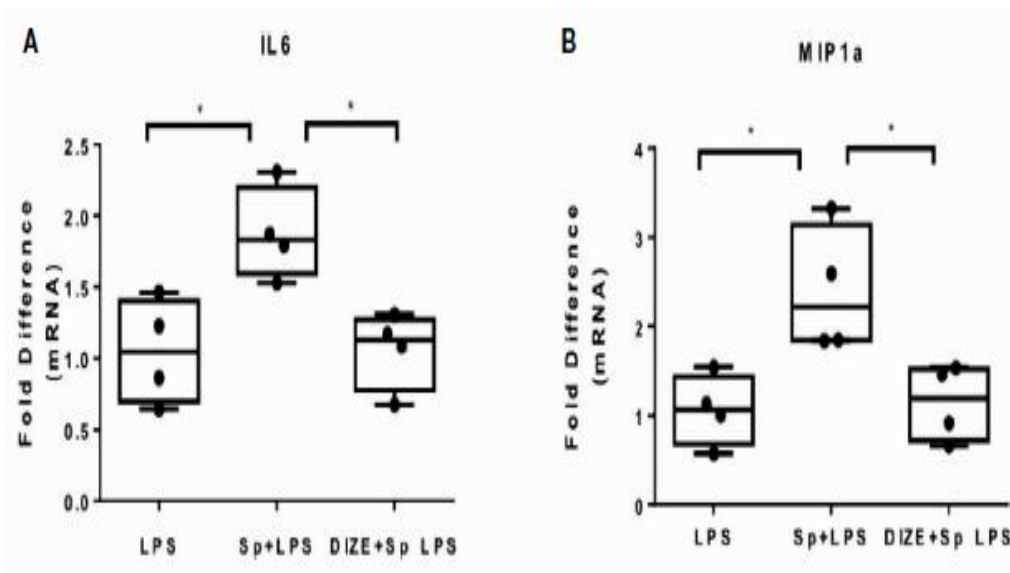 A
IL6
*
*
2.5
2.0
1.5
1.0
0.5
0.0
Fold Difference
(mRNA)
LPS Sp+LPS DIZE+Sp LPS
B
MIP1a
*
*
4
3
2
1
0
Fold Difference
(mRNA)
LPS Sp+LPS DIZE+Sp LPS